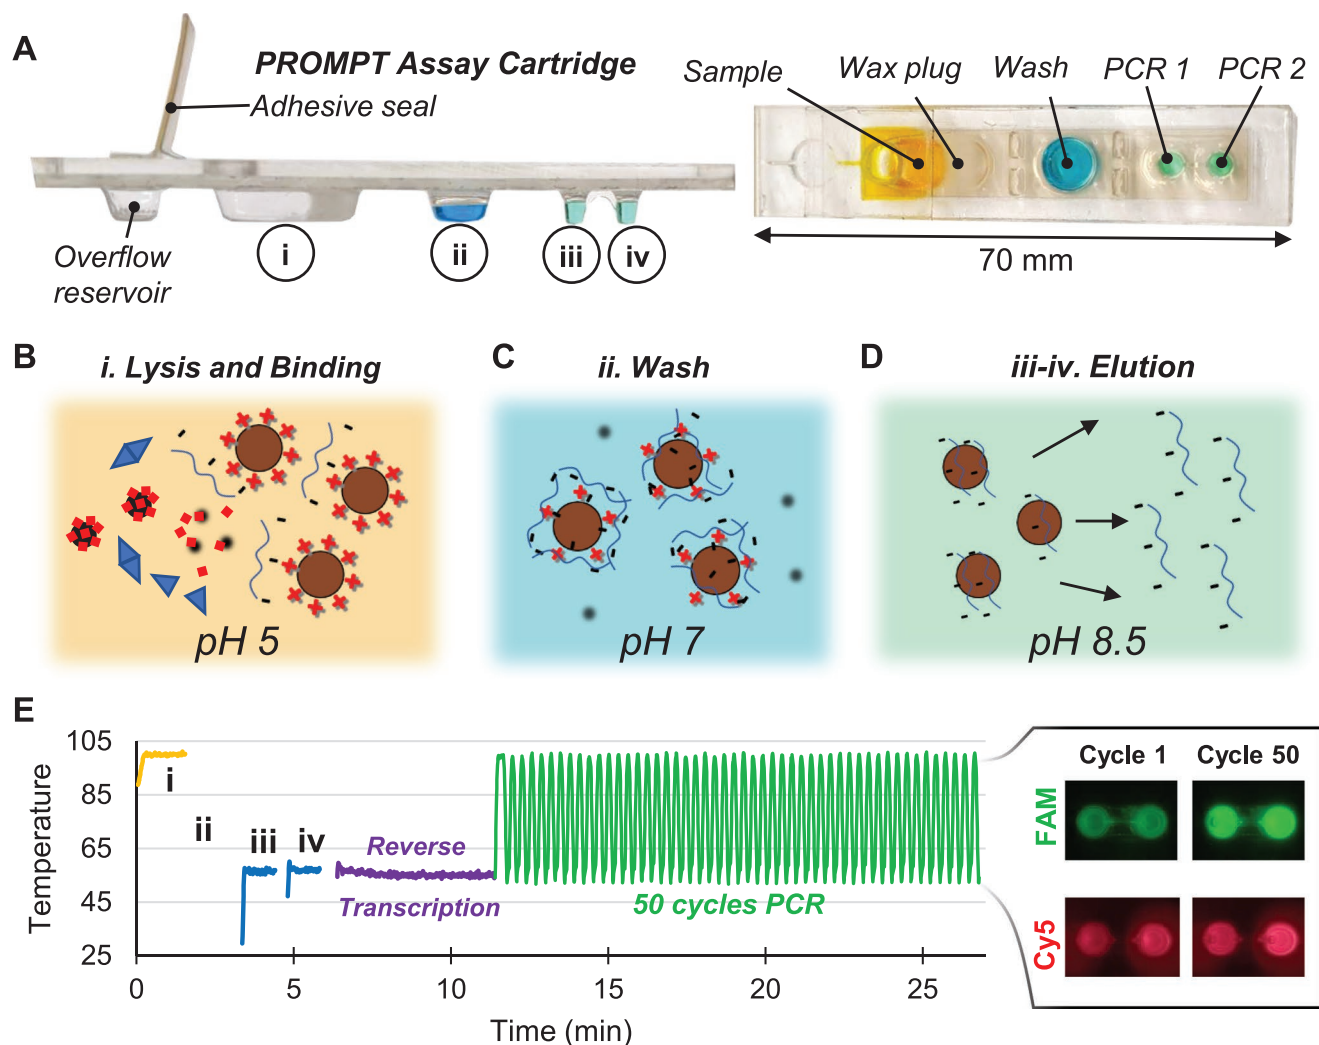 A
PROMPT Assay Cartridge
Adhesive seal
Overflow
reservoir
i
ii
iii
iv
Sample
Wax plug
Wash
PCR 1
PCR 2
70 mm
B
i. Lysis and Binding
pH 5
C
ii. Wash
pH 7
D
iii-iv. Elution
pH 8.5
E
Temperature
105
85
65
45
25
i
ii
iii
iv
Reverse
Transcription
50 cycles PCR
0
5
10
15
20
25
Time (min)
Cycle 1
Cycle 50
FAM
Cy5